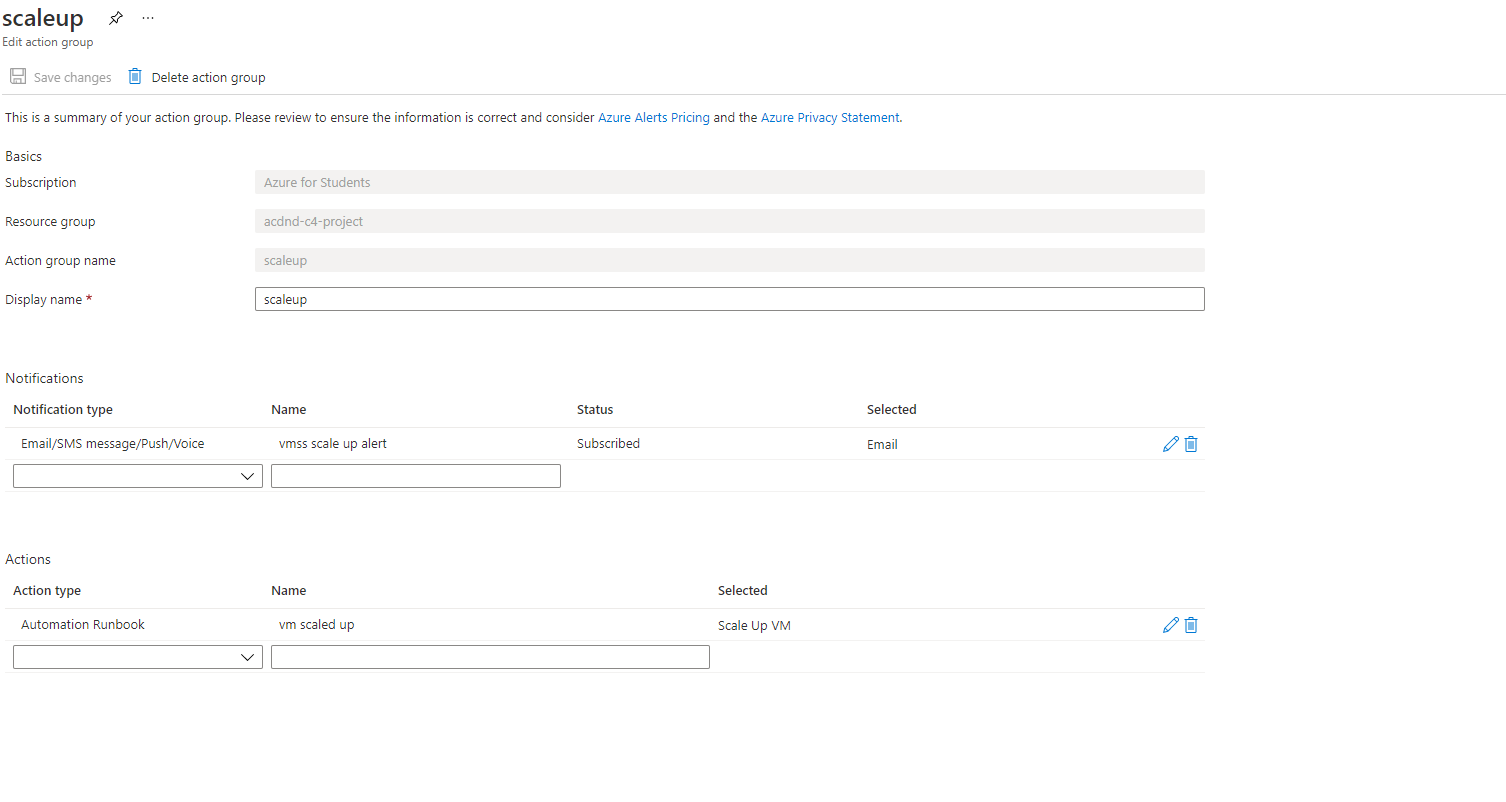 scaleup
Edit action group
Save changes Delete action group
This is a summary of your action group. Please review to ensure the information is correct and consider Azure Alerts Pricing and the Azure Privacy Statement.
Basics
Subscription Azure for Students
Resource group acdnd-c4-project
Action group name scaleup
Display name * scaleup
Notifications
Notification type Name Status Selected
Email/SMS message/Push/Voice vmss scale up alert Subscribed Email
Actions
Action type Name Selected
Automation Runbook vm scaled up Scale Up VM